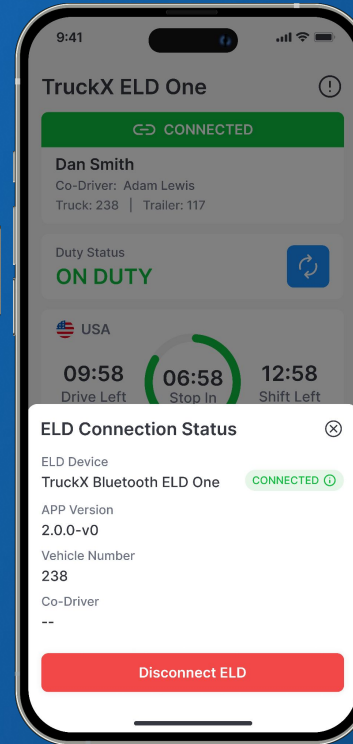 9:41
TruckX ELD One
CONNECTED
Dan Smith
Co-Driver: Adam Lewis
Truck: 238 | Trailer: 117
Duty Status
ON DUTY
USA
09:58 06:58 12:58
Drive Left Stop In Shift Left
ELD Connection Status
ELD Device
TruckX Bluetooth ELD One CONNECTED
APP Version
2.0.0-v0
Vehicle Number
238
Co-Driver
--
Disconnect ELD